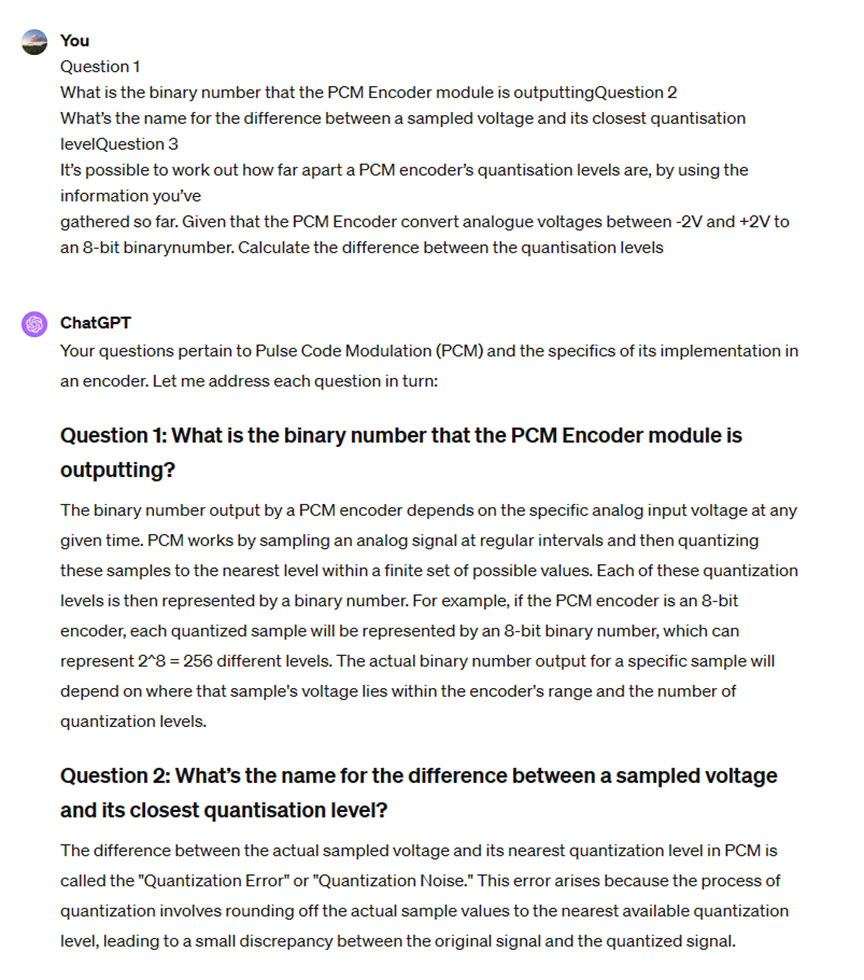 You
Question 1
What is the binary number that the PCM Encoder module is outputtingQuestion 2
What’s the name for the difference between a sampled voltage and its closest quantisation
levelQuestion 3
It’s possible to work out how far apart a PCM encoder’s quantisation levels are, by using the
information you’ve
gathered so far. Given that the PCM Encoder convert analogue voltages between -2V and +2V to
an 8-bit binarynumber. Calculate the difference between the quantisation levels
ChatGPT
Your questions pertain to Pulse Code Modulation (PCM) and the specifics of its implementation in
an encoder. Let me address each question in turn:
Question 1: What is the binary number that the PCM Encoder module is
outputting?
The binary number output by a PCM encoder depends on the specific analog input voltage at any
given time. PCM works by sampling an analog signal at regular intervals and then quantizing
these samples to the nearest level within a finite set of possible values. Each of these quantization
levels is then represented by a binary number. For example, if the PCM encoder is an 8-bit
encoder, each quantized sample will be represented by an 8-bit binary number, which can
represent 2^8 = 256 different levels. The actual binary number output for a specific sample will
depend on where that sample's voltage lies within the encoder's range and the number of
quantization levels.
Question 2: What’s the name for the difference between a sampled voltage
and its closest quantisation level?
The difference between the actual sampled voltage and its nearest quantization level in PCM is
called the "Quantization Error" or "Quantization Noise." This error arises because the process of
quantization involves rounding off the actual sample values to the nearest available quantization
level, leading to a small discrepancy between the original signal and the quantized signal.